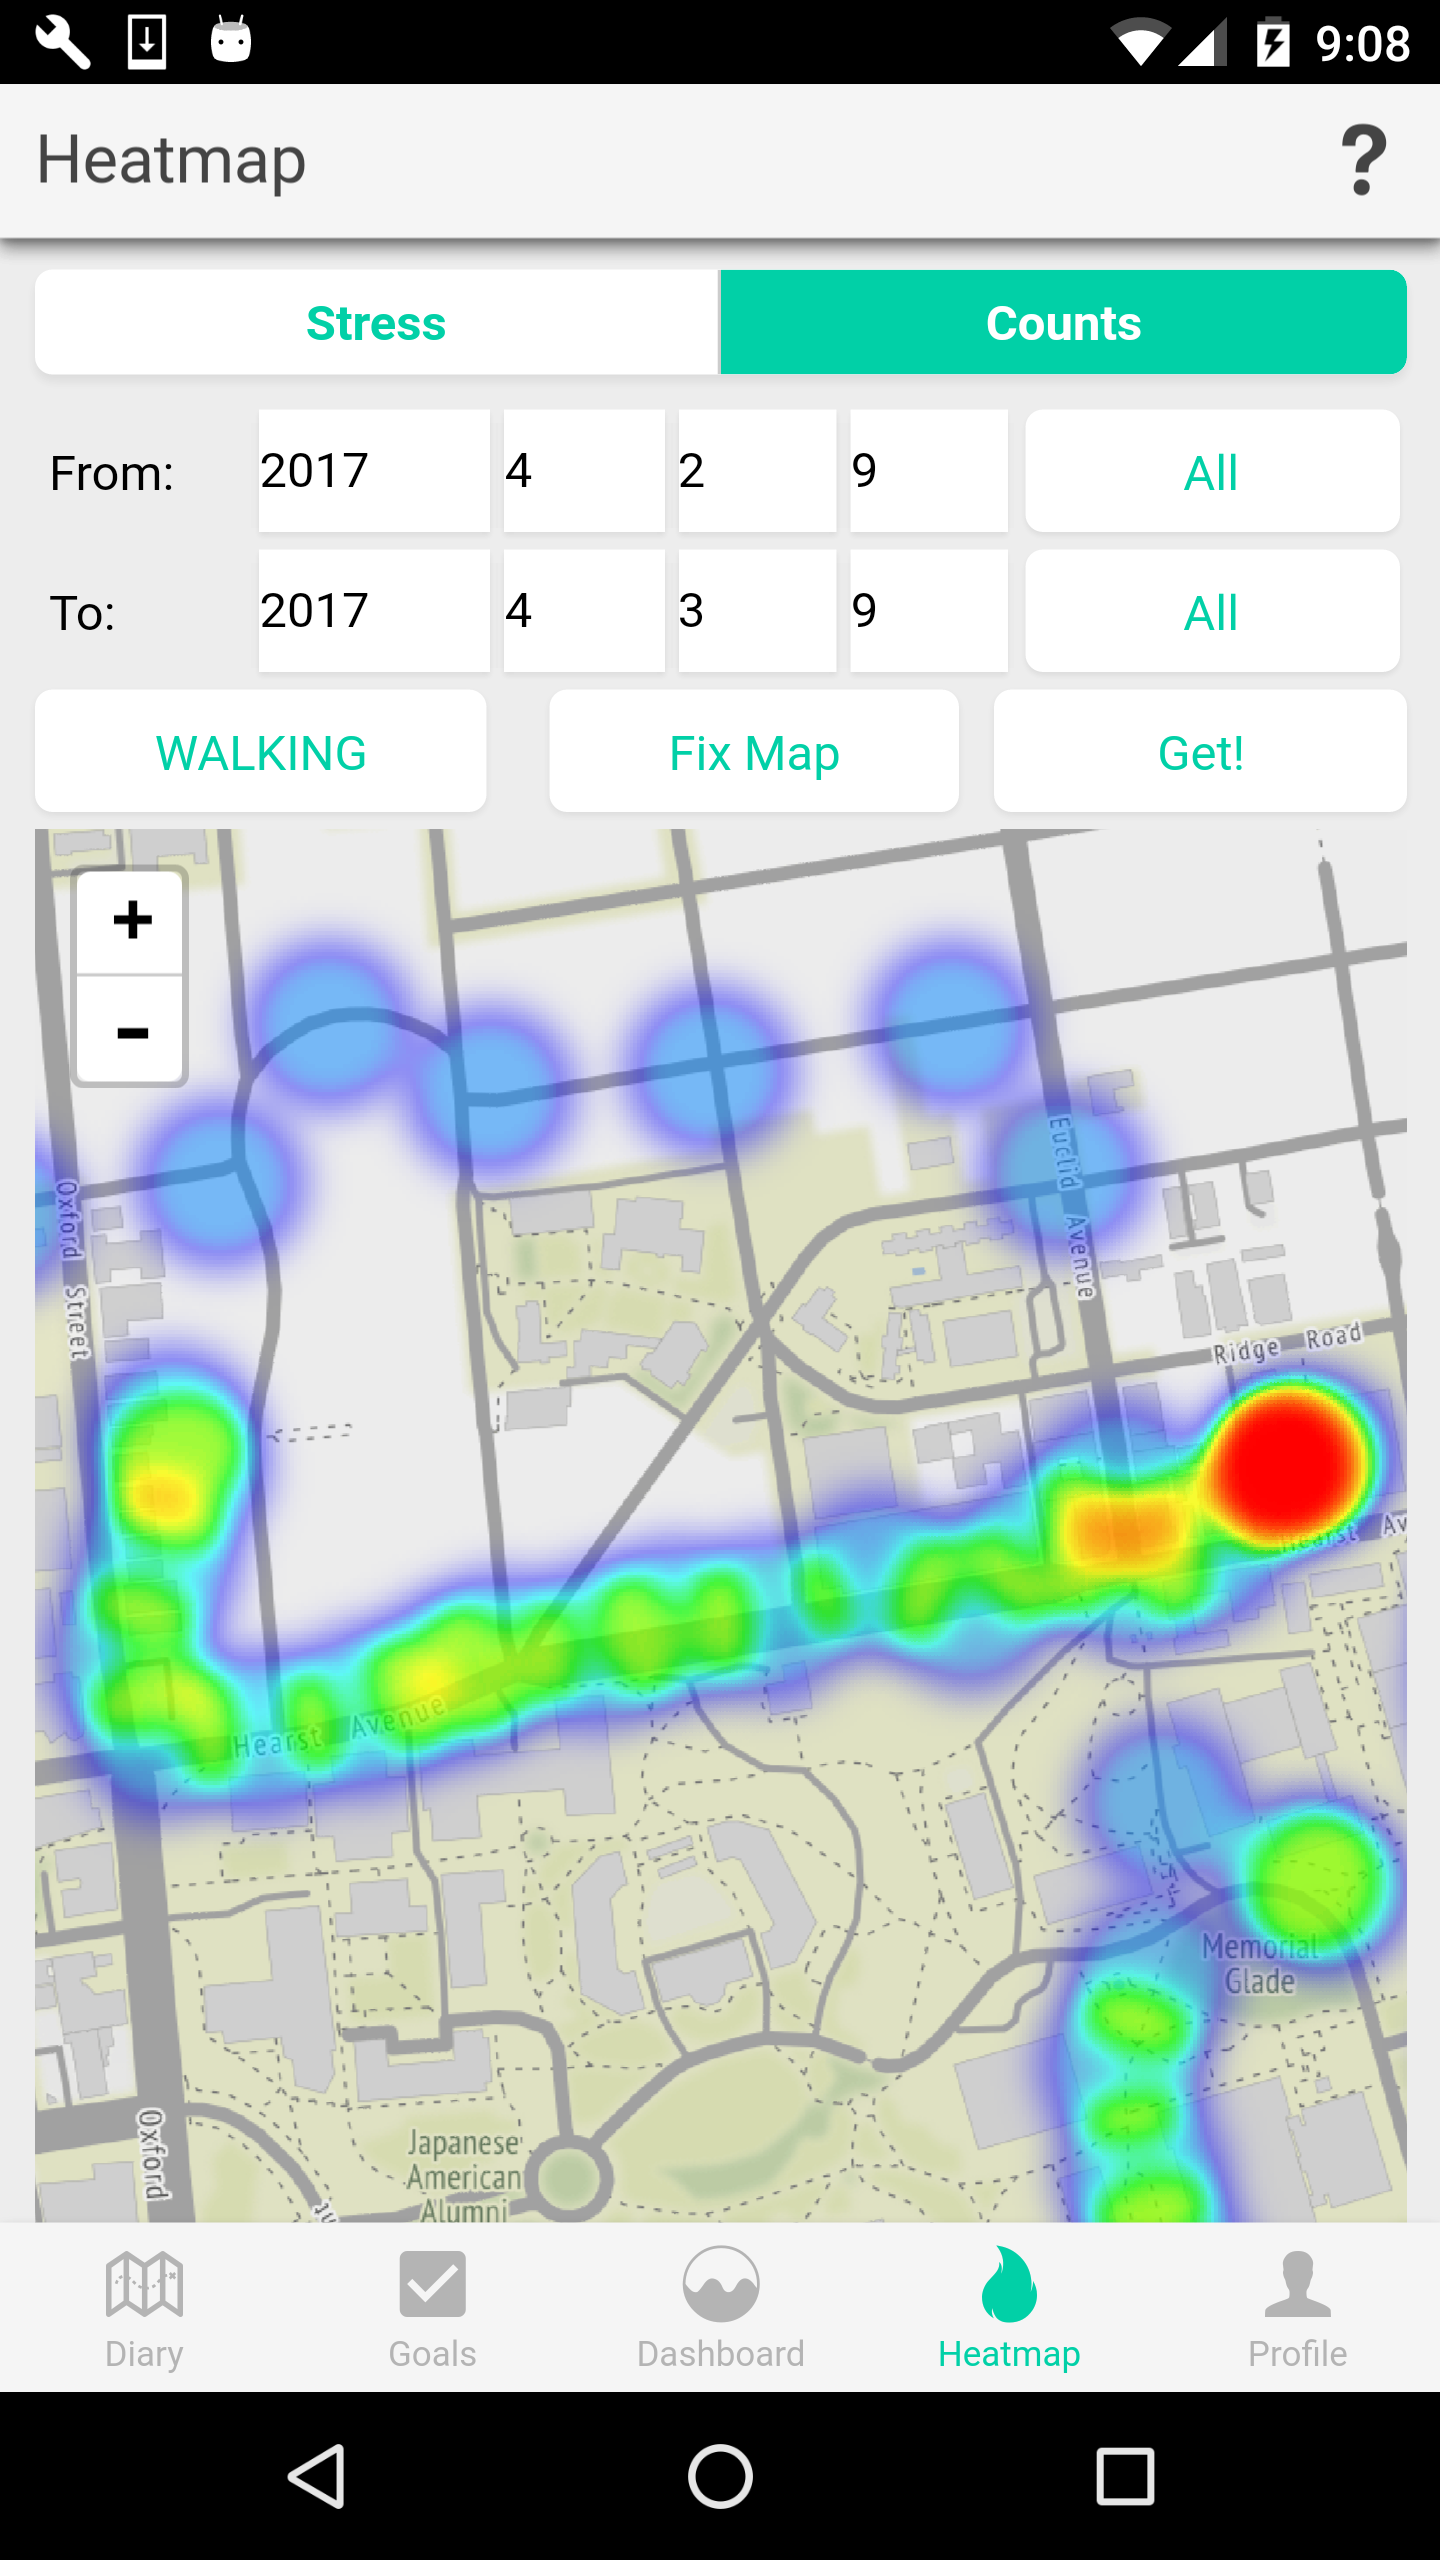 9:08
Heatmap ?
Stress Counts
From: 2017 4 2 9 All
To: 2017 4 3 9 All
WALKING Fix Map Get!
+
-
Euclid Avenue
Oxford Street
Ridge Road
Hearst Av
Hearst Avenue
Memorial
Glade
Oxford
Japanese
American
Alumni
Diary Goals Dashboard Heatmap Profile